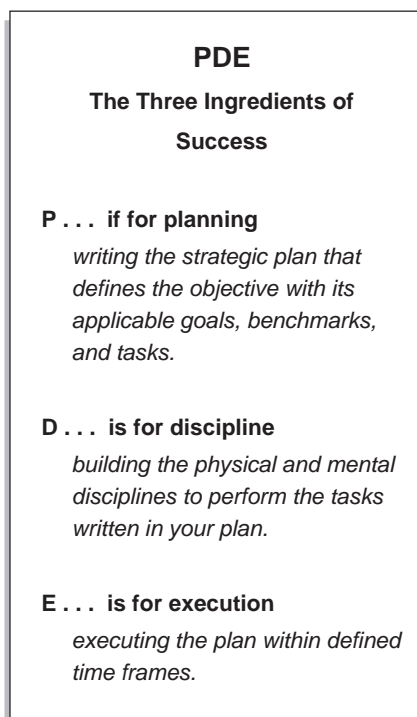 PDE
The Three Ingredients of
Success
P . . . if for planning
writing the strategic plan that
defines the objective with its
applicable goals, benchmarks,
and tasks.
D . . . is for discipline
building the physical and mental
disciplines to perform the tasks
written in your plan.
E . . . is for execution
executing the plan within defined
time frames.